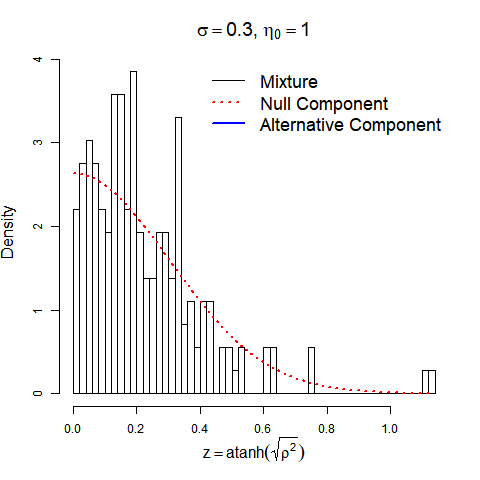 σ = 0.3, η₀ = 1
Mixture
Null Component
Alternative Component
Density
4
3
2
1
0
0.0 0.2 0.4 0.6 0.8 1.0
z = atanh(√ρ²)